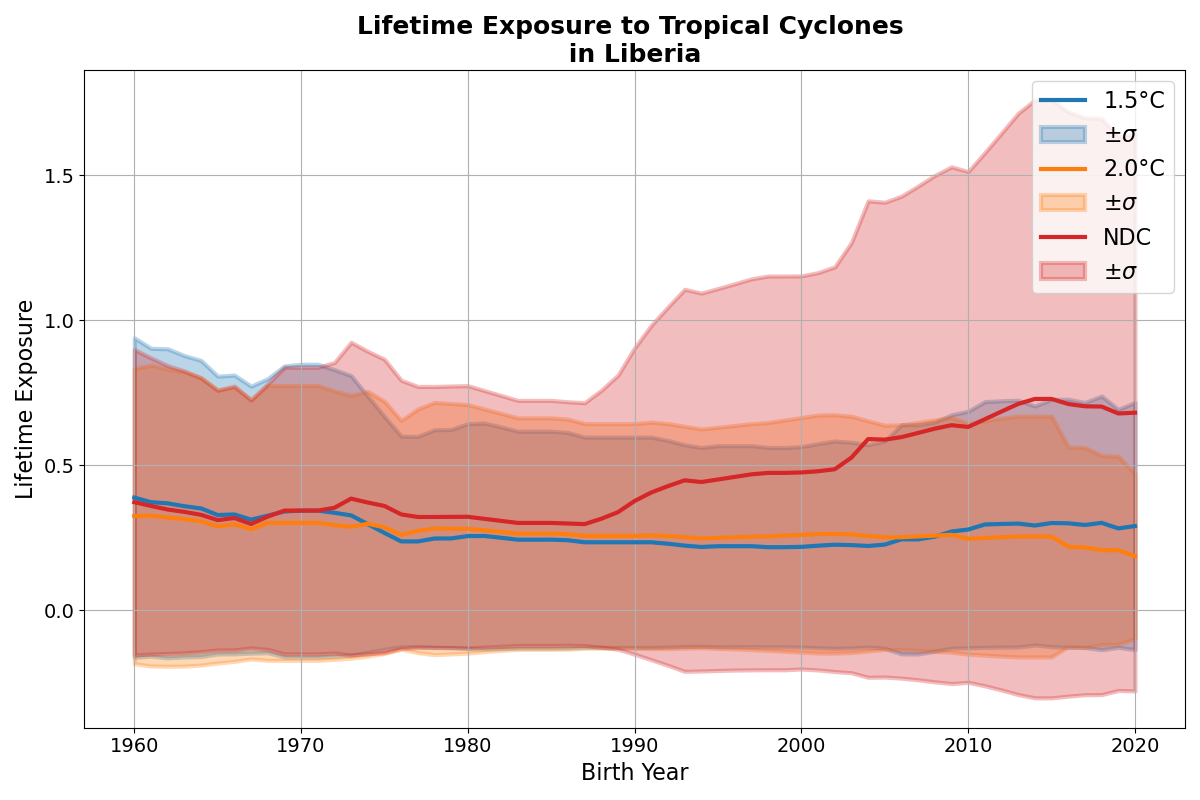 Lifetime Exposure to Tropical Cyclones
in Liberia
1.5°C
±σ
2.0°C
±σ
NDC
±σ
Lifetime Exposure
1.5
1.0
0.5
0.0
1960
1970
1980
1990
2000
2010
2020
Birth Year